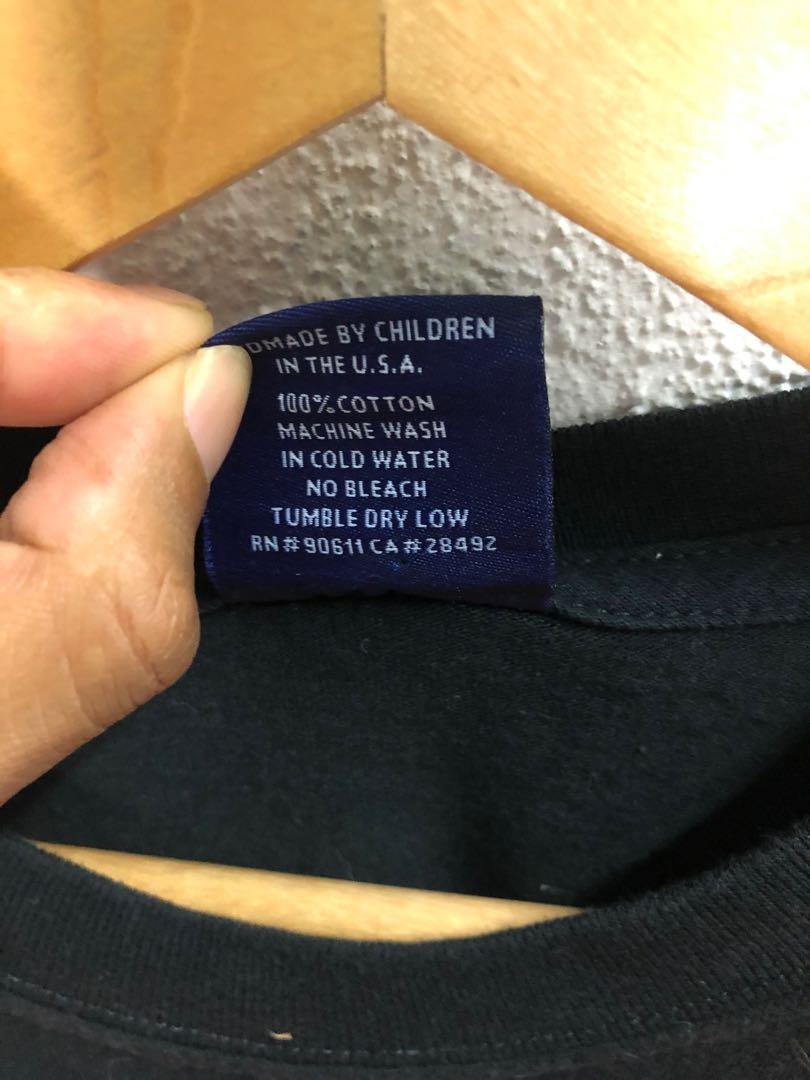 DMADE BY CHILDREN
IN THE U.S.A.
100% COTTON
MACHINE WASH
IN COLD WATER
NO BLEACH
TUMBLE DRY LOW
RN#90611 CA#28492